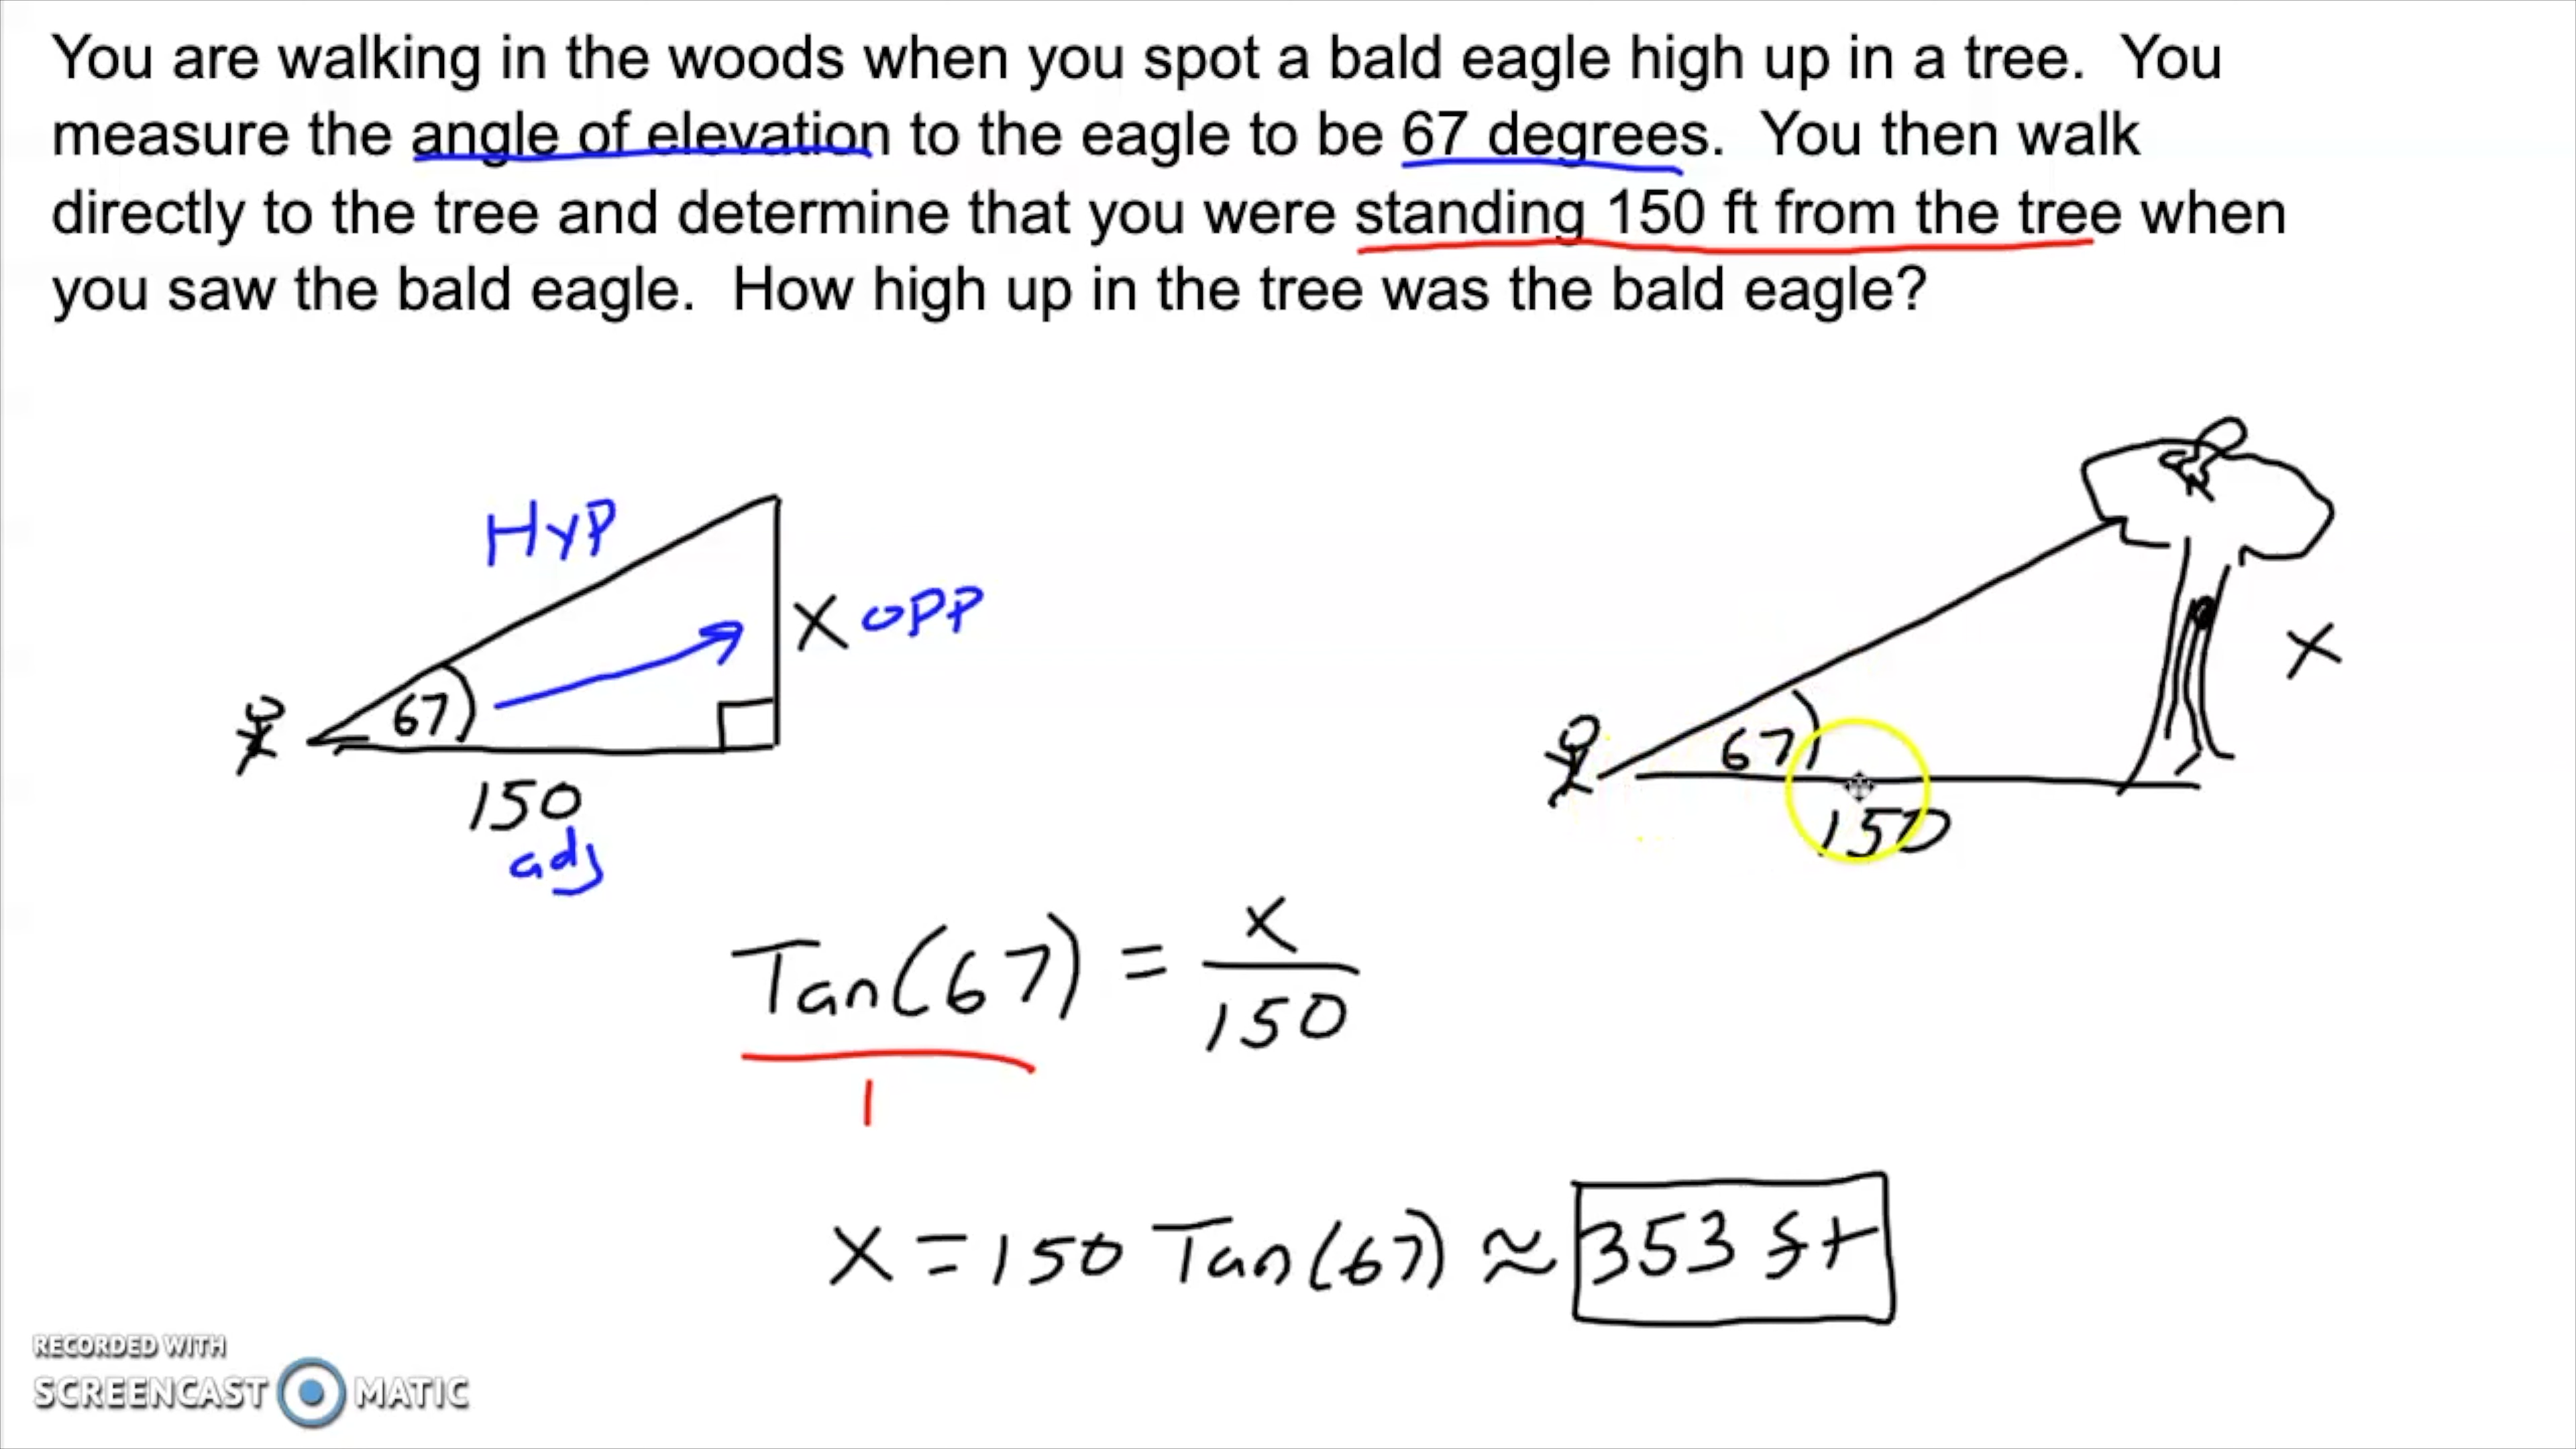 You are walking in the woods when you spot a bald eagle high up in a tree.  You
measure the angle of elevation to the eagle to be 67 degrees.  You then walk
directly to the tree and determine that you were standing 150 ft from the tree when
you saw the bald eagle.  How high up in the tree was the bald eagle?
HYP
X OPP
67
150
adj
X
67
150
Tan(67) = x/150
1
X = 150 Tan(67) ≈ 353 ft
RECORDED WITH
SCREENCAST MATIC